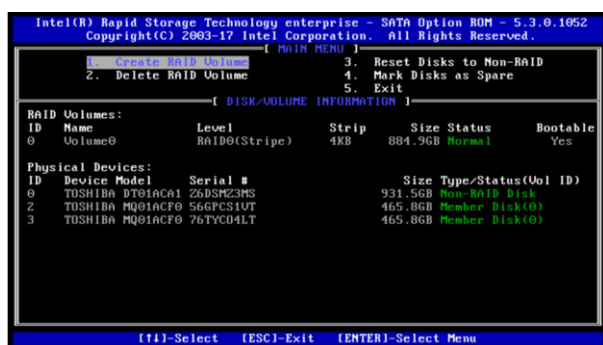 Intel(R) Rapid Storage Technology enterprise - SATA Option ROM - 5.3.0.1052
Copyright(C) 2003-17 Intel Corporation. All Rights Reserved.
[ MAIN MENU ]
1. Create RAID Volume 3. Reset Disks to Non-RAID
2. Delete RAID Volume 4. Mark Disks as Spare
5. Exit
[ DISK/VOLUME INFORMATION ]
RAID Volumes:
ID Name Level Strip Size Status Bootable
0 Volume0 RAID0(Stripe) 4KB 884.9GB Normal Yes
Physical Devices:
ID Device Model Serial # Size Type/Status(Vol ID)
0 TOSHIBA DT01ACA1 Z6DSMZ3MS 931.5GB Non-RAID Disk
2 TOSHIBA MQ01ACF0 56GPCS1VT 465.8GB Member Disk(0)
3 TOSHIBA MQ01ACF0 76TYCO4LT 465.8GB Member Disk(0)
[↑↓]-Select [ESC]-Exit [ENTER]-Select Menu